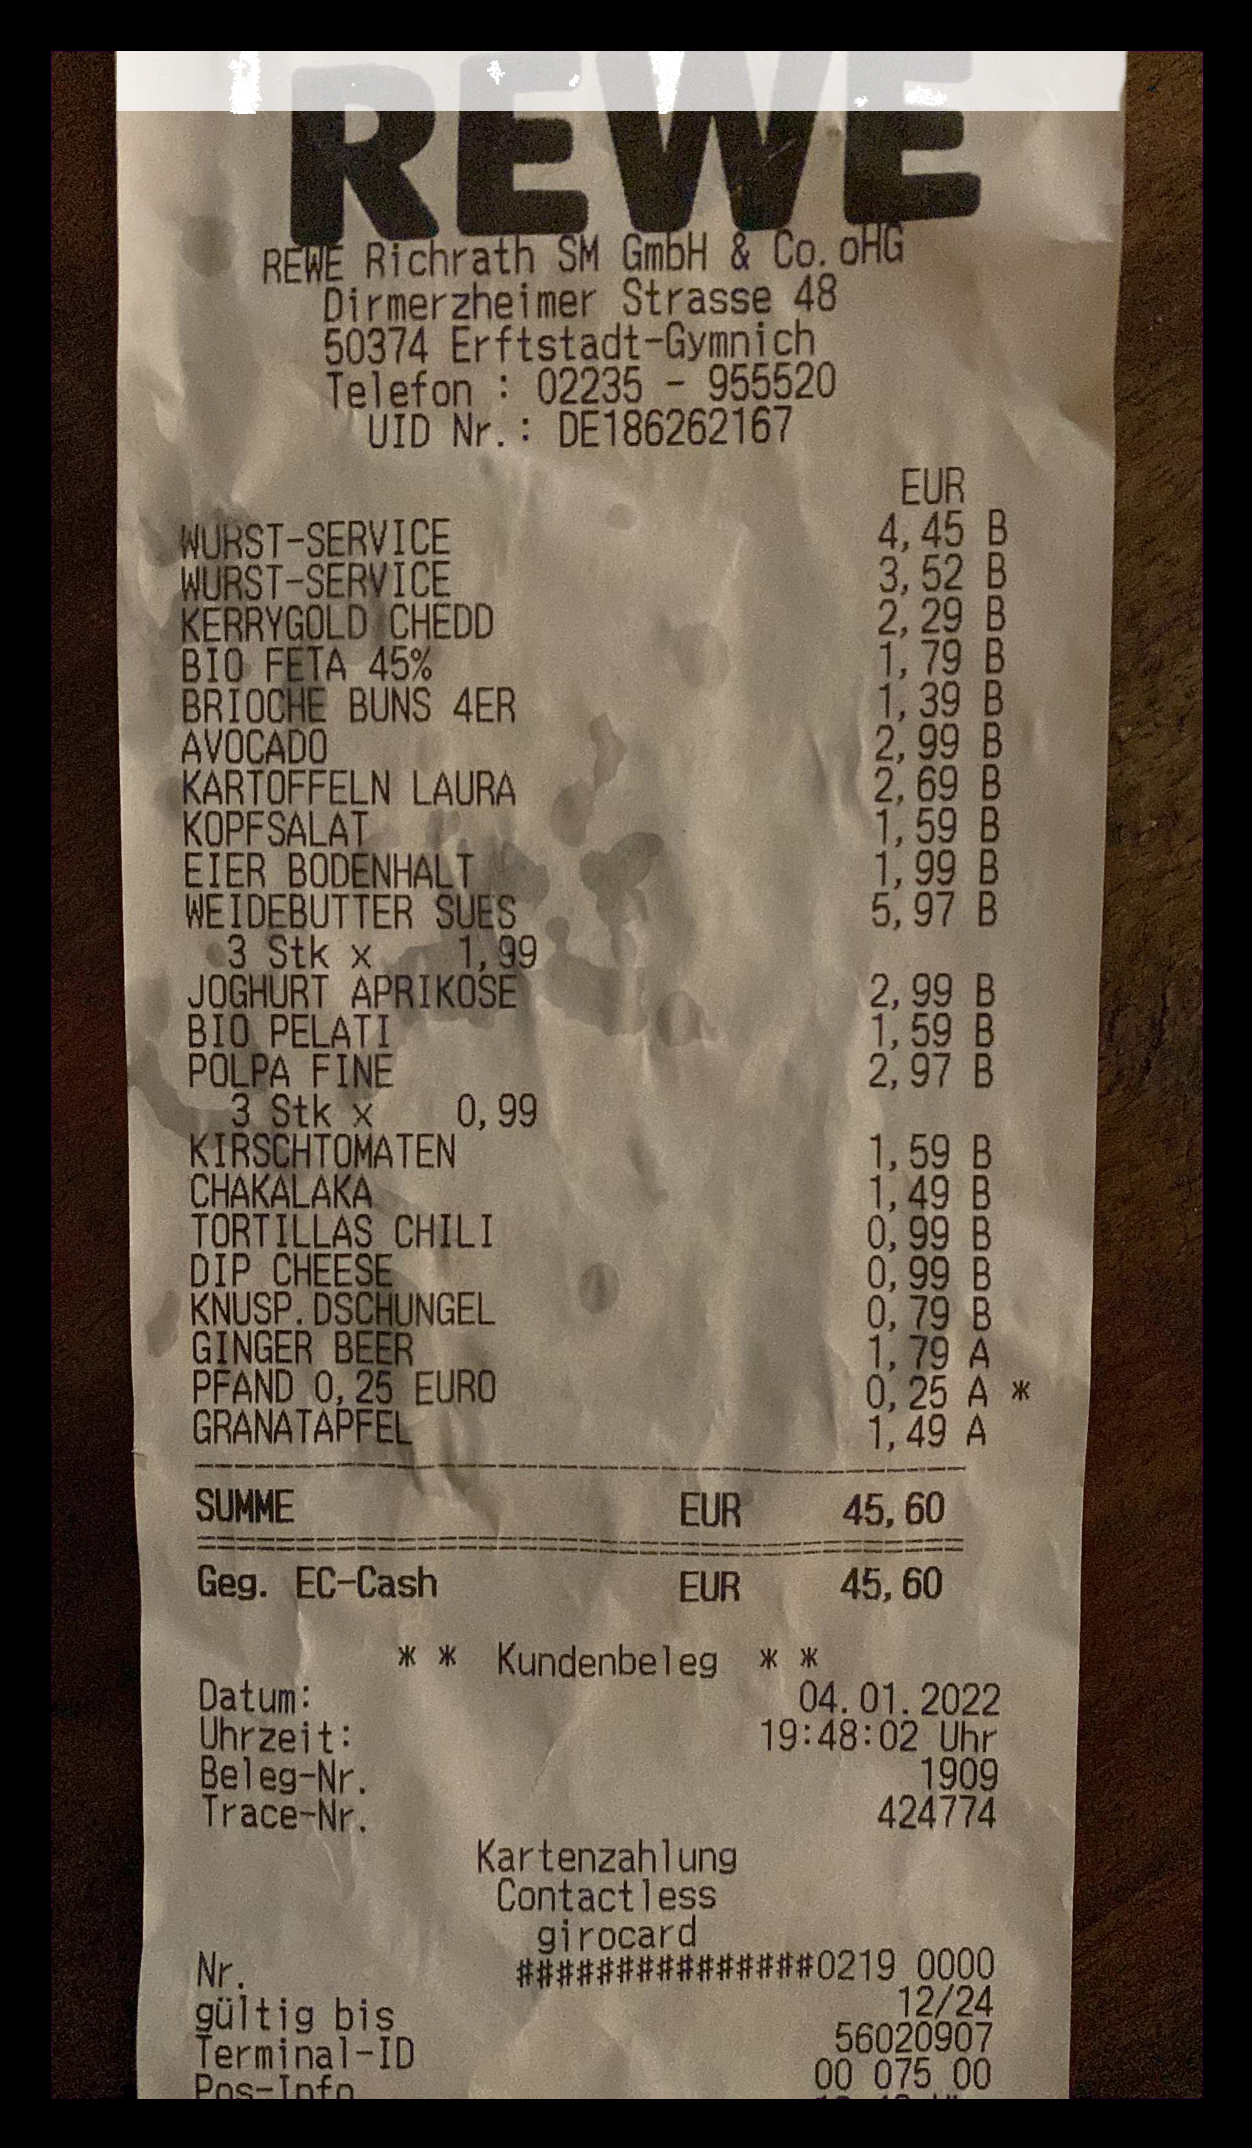 REWE
REWE Richrath SM GmbH & Co.oHG
Dirmerzheimer Strasse 48
50374 Erftstadt-Gymnich
Telefon : 02235 - 955520
UID Nr.: DE186262167
EUR
WURST-SERVICE 4,45 B
WURST-SERVICE 3,52 B
KERRYGOLD CHEDD 2,29 B
BIO FETA 45% 1,79 B
BRIOCHE BUNS 4ER 1,39 B
AVOCADO 2,99 B
KARTOFFELN LAURA 2,69 B
KOPFSALAT 1,59 B
EIER BODENHALT 1,99 B
WEIDEBUTTER SUES 5,97 B
3 Stk x 1,99
JOGHURT APRIKOSE 2,99 B
BIO PELATI 1,59 B
POLPA FINE 2,97 B
3 Stk x 0,99
KIRSCHTOMATEN 1,59 B
CHAKALAKA 1,49 B
TORTILLAS CHILI 0,99 B
DIP CHEESE 0,99 B
KNUSP.DSCHUNGEL 0,79 B
GINGER BEER 1,79 A
PFAND 0,25 EURO 0,25 A *
GRANATAPFEL 1,49 A
SUMME EUR 45,60
Geg. EC-Cash EUR 45,60
* * Kundenbeleg * *
Datum: 04.01.2022
Uhrzeit: 19:48:02 Uhr
Beleg-Nr. 1909
Trace-Nr. 424774
Kartenzahlung
Contactless
girocard
Nr. ###############0219 0000
gültig bis 12/24
Terminal-ID 56020907
Pos-Info 00 075 00